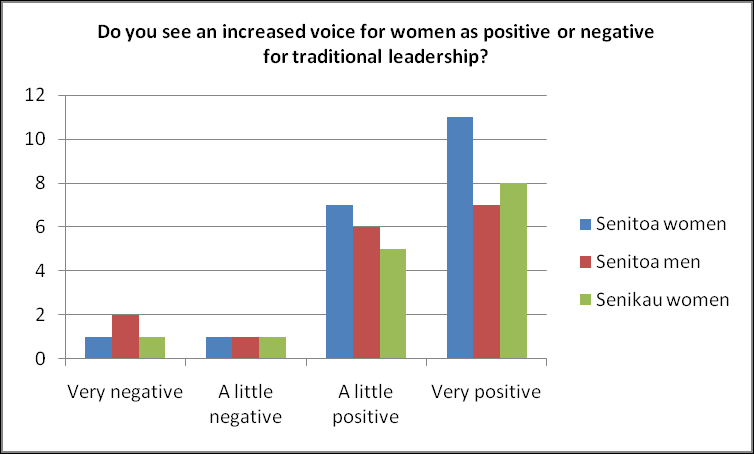 Do you see an increased voice for women as positive or negative
for traditional leadership?
12
10
8
6
4
2
0
Very negative
A little
negative
A little
positive
Very positive
Senitoa women
Senitoa men
Senikau women